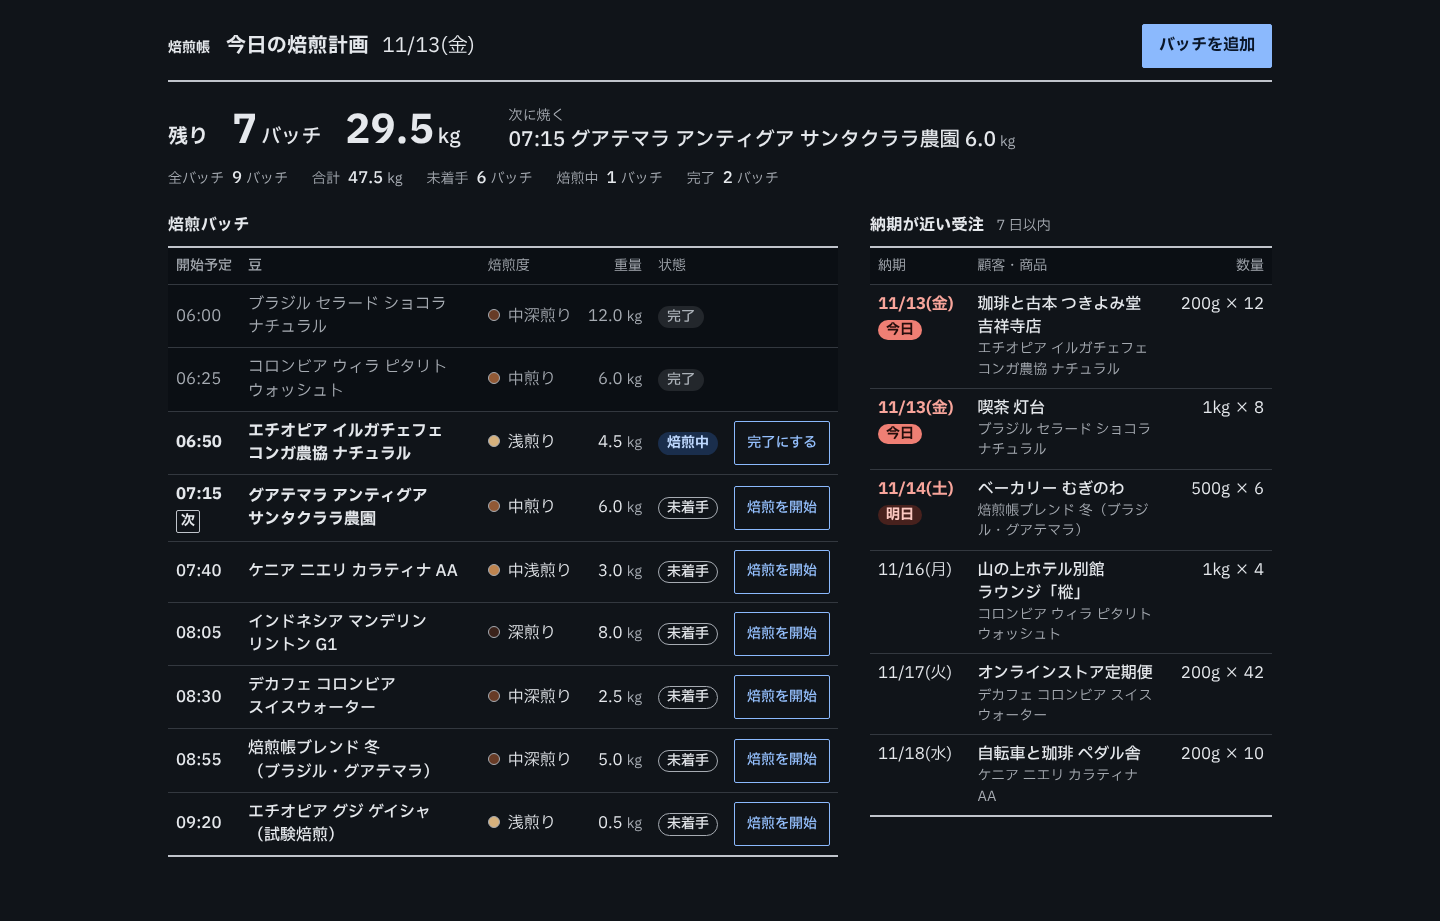 焙煎帳 今日の焙煎計画 11/13(金)
バッチを追加
残り 7 バッチ 29.5 kg
次に焼く
07:15 グアテマラ アンティグア サンタクララ農園 6.0 kg
全バッチ 9 バッチ 合計 47.5 kg 未着手 6 バッチ 焙煎中 1 バッチ 完了 2 バッチ
焙煎バッチ
開始予定 豆 焙煎度 重量 状態
06:00 ブラジル セラード ショコラ
ナチュラル
中深煎り 12.0 kg 完了
06:25 コロンビア ウィラ ピタリト
ウォッシュト
中煎り 6.0 kg 完了
06:50 エチオピア イルガチェフェ
コンガ農協 ナチュラル
浅煎り 4.5 kg 焙煎中 完了にする
07:15 グアテマラ アンティグア
次 サンタクララ農園
中煎り 6.0 kg 未着手 焙煎を開始
07:40 ケニア ニエリ カラティナ AA 中浅煎り 3.0 kg 未着手 焙煎を開始
08:05 インドネシア マンデリン
リントン G1
深煎り 8.0 kg 未着手 焙煎を開始
08:30 デカフェ コロンビア
スイスウォーター
中深煎り 2.5 kg 未着手 焙煎を開始
08:55 焙煎帳ブレンド 冬
（ブラジル・グアテマラ）
中深煎り 5.0 kg 未着手 焙煎を開始
09:20 エチオピア グジ ゲイシャ
（試験焙煎）
浅煎り 0.5 kg 未着手 焙煎を開始
納期が近い受注 7 日以内
納期 顧客・商品 数量
11/13(金) 珈琲と古本 つきよみ堂 200g × 12
今日 吉祥寺店
エチオピア イルガチェフェ
コンガ農協 ナチュラル
11/13(金) 喫茶 灯台 1kg × 8
今日 ブラジル セラード ショコラ
ナチュラル
11/14(土) ベーカリー むぎのわ 500g × 6
明日 焙煎帳ブレンド 冬（ブラジ
ル・グアテマラ）
11/16(月) 山の上ホテル別館 1kg × 4
ラウンジ「樅」
コロンビア ウィラ ピタリト
ウォッシュト
11/17(火) オンラインストア定期便 200g × 42
デカフェ コロンビア スイス
ウォーター
11/18(水) 自転車と珈琲 ペダル舎 200g × 10
ケニア ニエリ カラティナ
AA